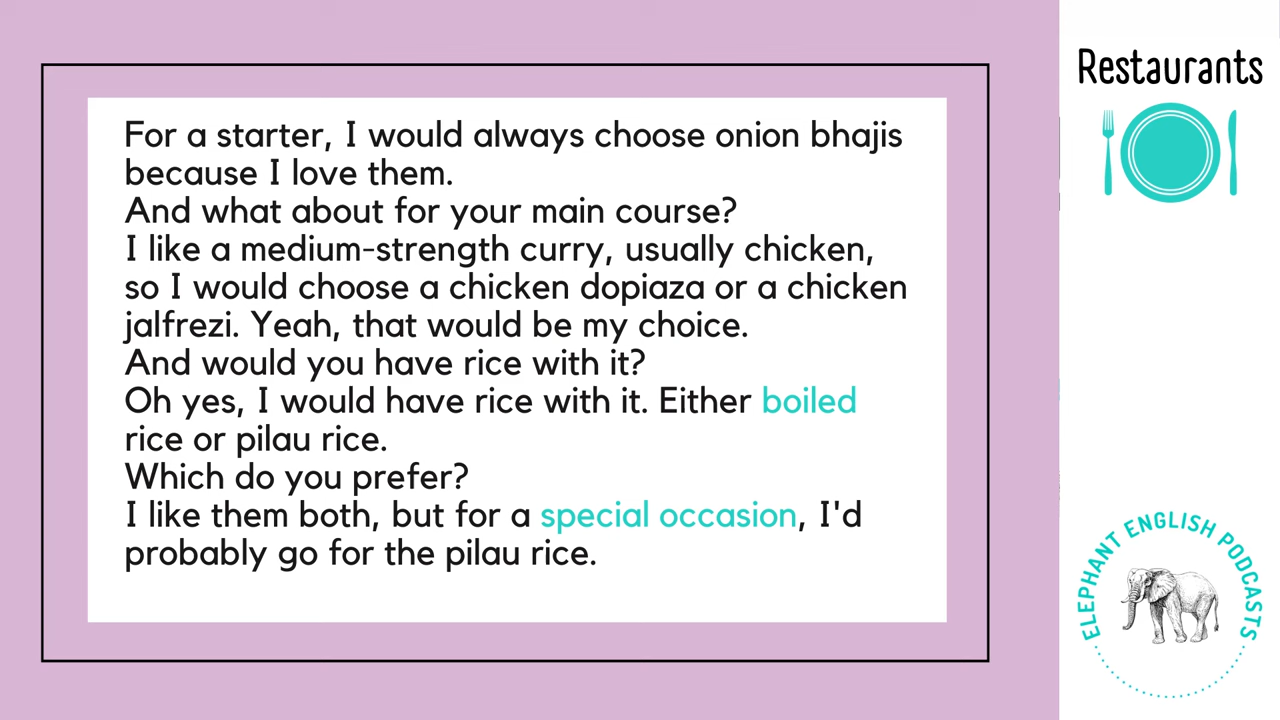 For a starter, I would always choose onion bhajis
because I love them.
And what about for your main course?
I like a medium-strength curry, usually chicken,
so I would choose a chicken dopiaza or a chicken
jalfrezi. Yeah, that would be my choice.
And would you have rice with it?
Oh yes, I would have rice with it. Either boiled
rice or pilau rice.
Which do you prefer?
I like them both, but for a special occasion, I'd
probably go for the pilau rice.
Restaurants
ELEPHANT ENGLISH PODCASTS